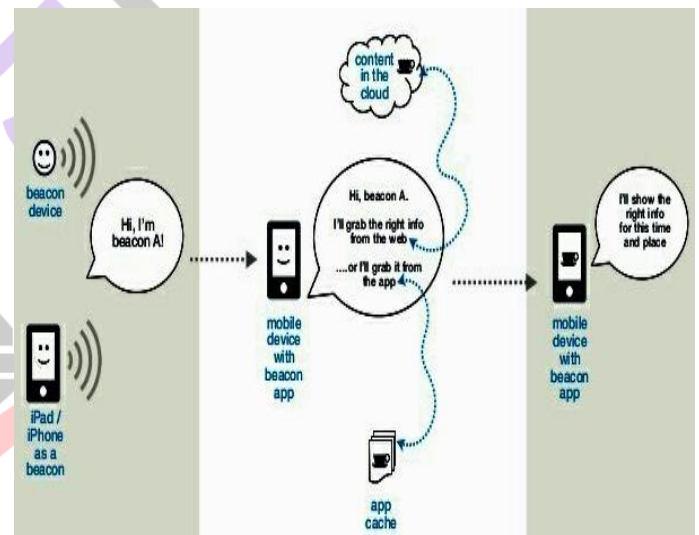 beacon
device
Hi, I'm
beacon A!
iPad /
iPhone
as a
beacon
content
in the
cloud
Hi, beacon A.
I'll grab the right info
from the web
....or I'll grab it from
the app
mobile
device
with
beacon
app
app
cache
I'll show the
right info
for this time
and place
mobile
device
with
beacon
app